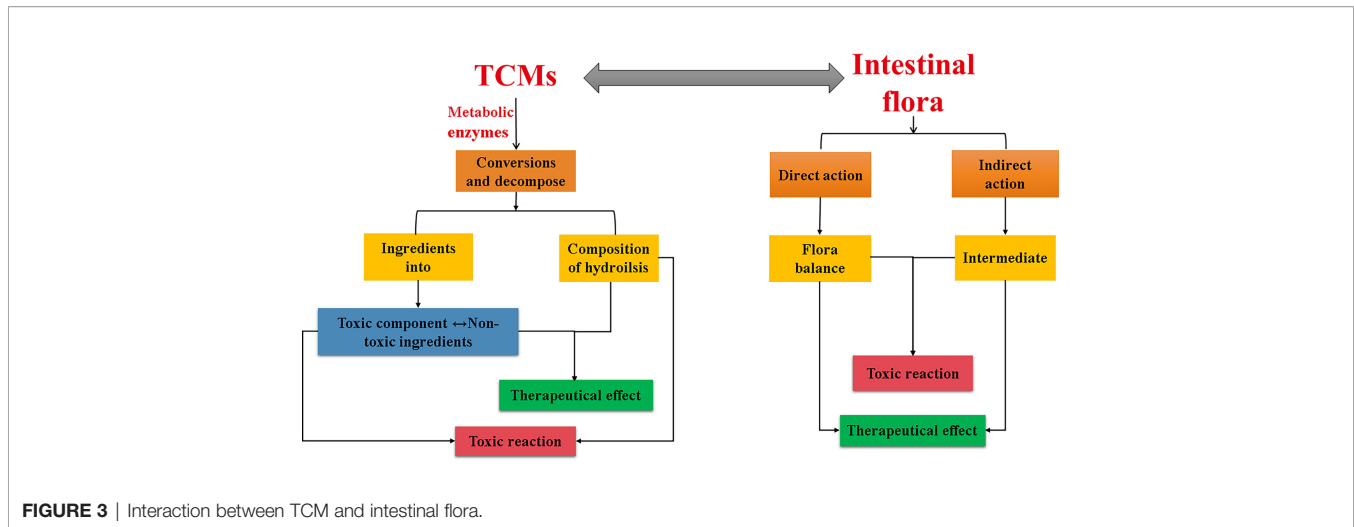 TCMs
Intestinal
flora
Metabolic
enzymes
Conversions
and decompose
Direct action
Indirect
action
Ingredients
into
Composition
of hydroilsis
Flora
balance
Intermediate
Toxic component ↔Non-
toxic ingredients
Therapeutical effect
Toxic reaction
Toxic reaction
Therapeutical effect
FIGURE 3 | Interaction between TCM and intestinal flora.